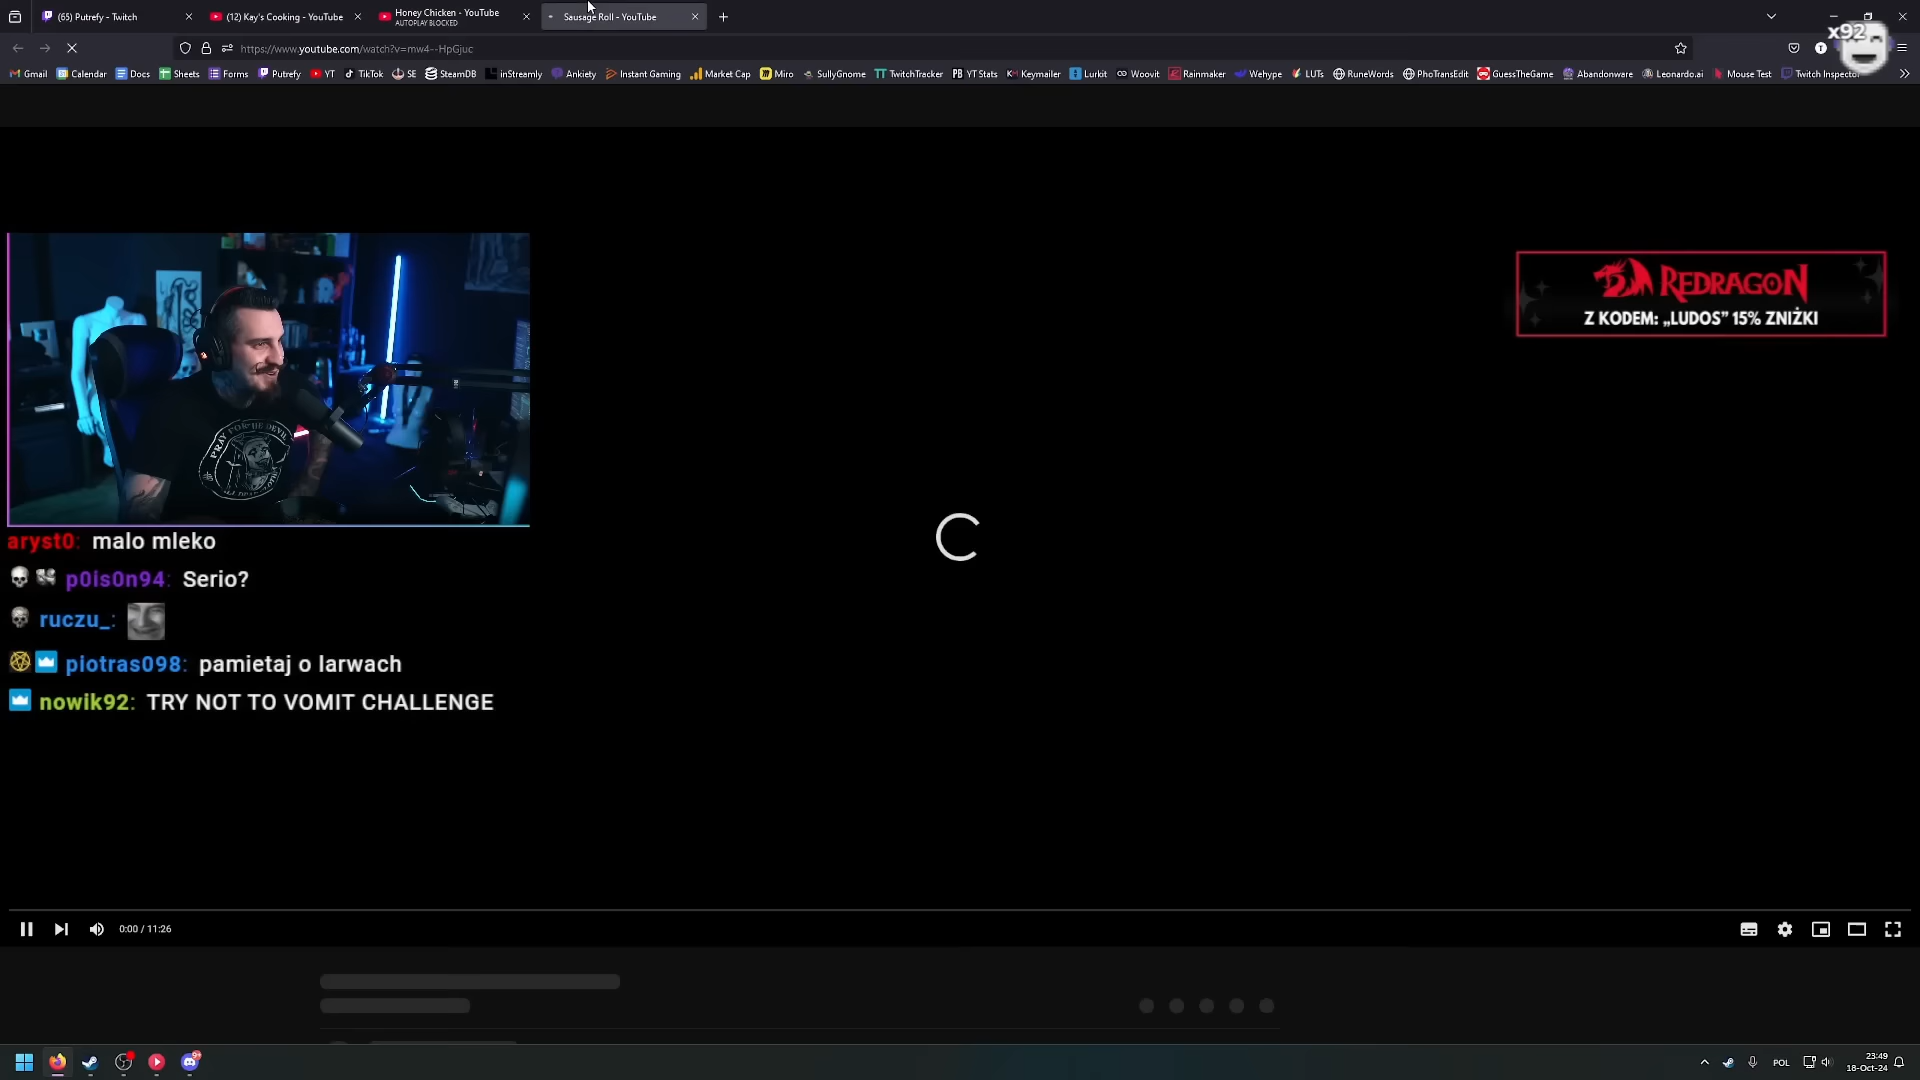 (65) Putrefy - Twitch
(12) Kay's Cooking - YouTube
Honey Chicken - YouTube
AUTOPLAY BLOCKED
Sausage Roll - YouTube
https://www.youtube.com/watch?v=mw4--HpGjuc
x92
Gmail Calendar Docs Sheets Forms Putrefy YT TikTok SE SteamDB inStreamly Ankiety Instant Gaming Market Cap Miro SullyGnome TwitchTracker YT Stats Keymailer Lurkit Woovit Rainmaker Wehype LUTs RuneWords PhoTransEdit GuessTheGame Abandonware Leonardo.ai Mouse Test Twitch Inspector
REDRAGON
Z KODEM: „LUDOS” 15% ZNIŻKI
PRAY FOR THE DEVIL
aryst0: malo mleko
p0is0n94: Serio?
ruczu_:
piotras098: pamietaj o larwach
nowik92: TRY NOT TO VOMIT CHALLENGE
0:00 / 11:26
POL
23:49
18-Oct-24